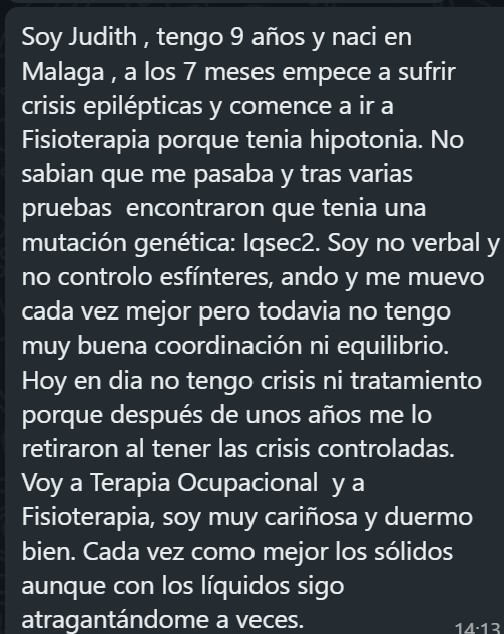 Soy Judith , tengo 9 años y naci en
Malaga , a los 7 meses empece a sufrir
crisis epilépticas y comence a ir a
Fisioterapia porque tenia hipotonia. No
sabian que me pasaba y tras varias
pruebas  encontraron que tenia una
mutación genética: Iqsec2. Soy no verbal y
no controlo esfínteres, ando y me muevo
cada vez mejor pero todavia no tengo
muy buena coordinación ni equilibrio.
Hoy en dia no tengo crisis ni tratamiento
porque después de unos años me lo
retiraron al tener las crisis controladas.
Voy a Terapia Ocupacional  y a
Fisioterapia, soy muy cariñosa y duermo
bien. Cada vez como mejor los sólidos
aunque con los líquidos sigo
atragantándome a veces.
14:13